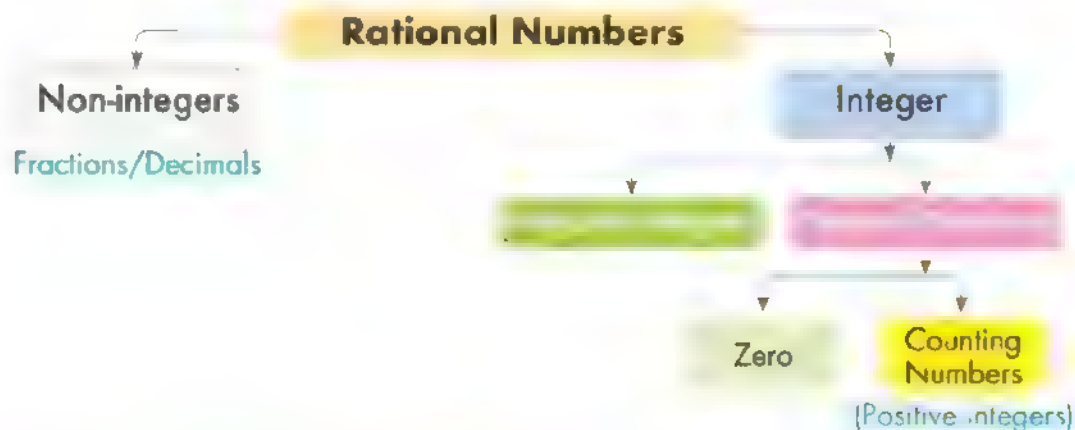 Rational Numbers
Non-integers
Integer
Fractions/Decimals
Zero
Counting
Numbers
(Positive integers)